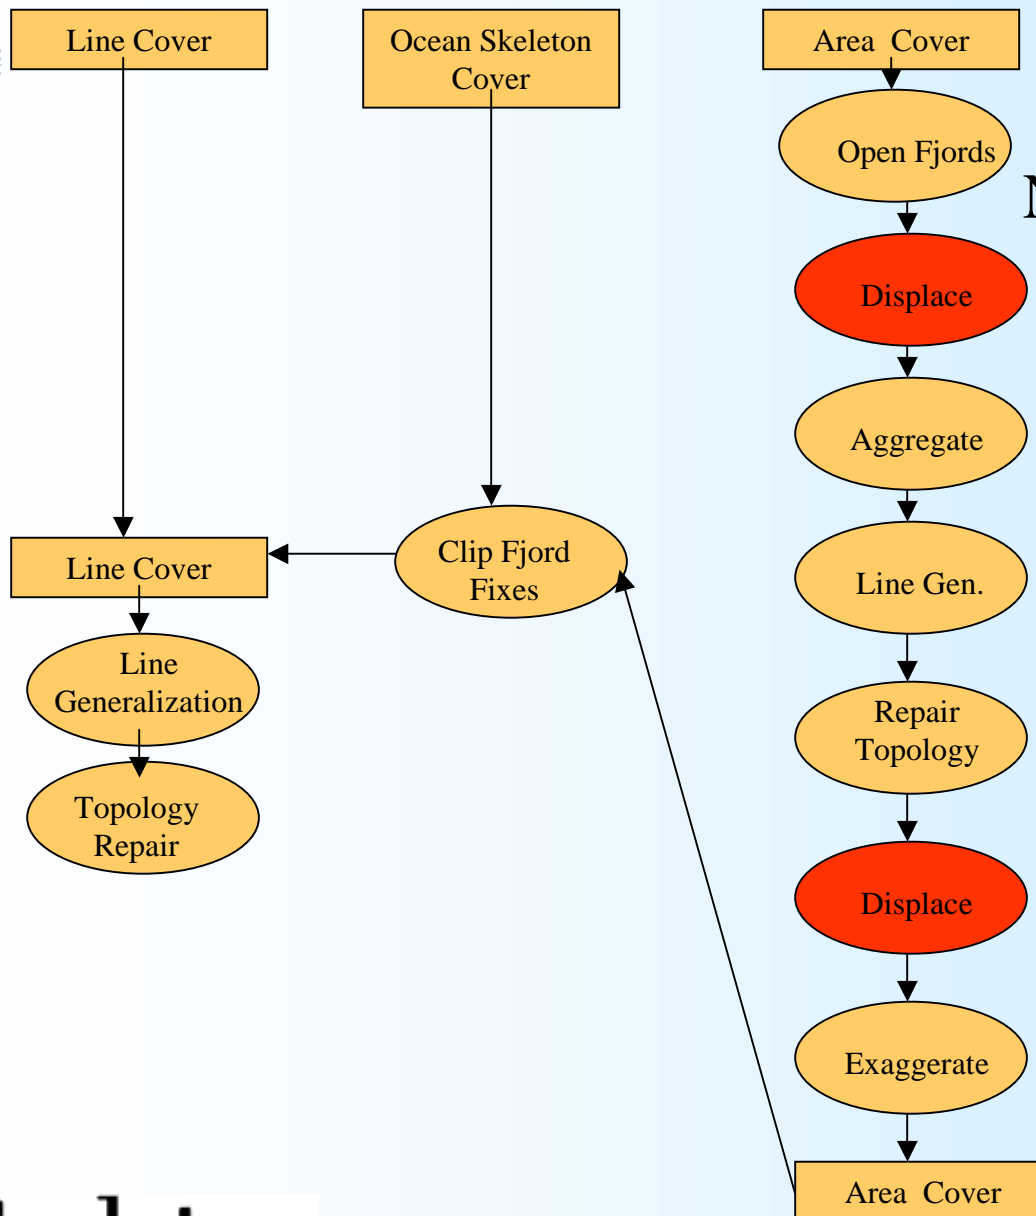 Line Cover
Ocean Skeleton
Cover
Area Cover
Open Fjords
N
Displace
Aggregate
Line Cover
Clip Fjord
Fixes
Line Gen.
Line
Generalization
Repair
Topology
Topology
Repair
Displace
Exaggerate
Area Cover